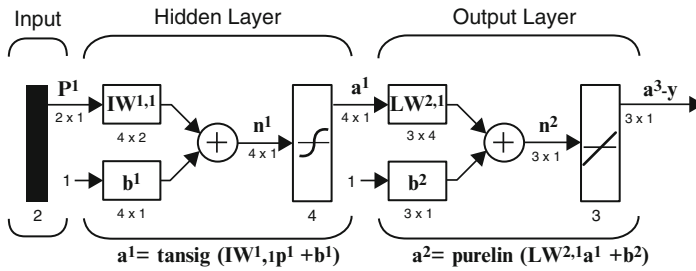 Input Hidden Layer Output Layer
P¹ a¹ a³-y
IW¹,¹ LW²,¹
2 x 1 n¹ 4 x 1 n² 3 x 1
4 x 2 + 4 x 1 3 x 4 + 3 x 1
1 b¹ 1 b²
2 4 x 1 4 3 x 1 3
a¹= tansig (IW¹,1p¹ +b¹) a²= purelin (LW²,¹a¹ +b²)